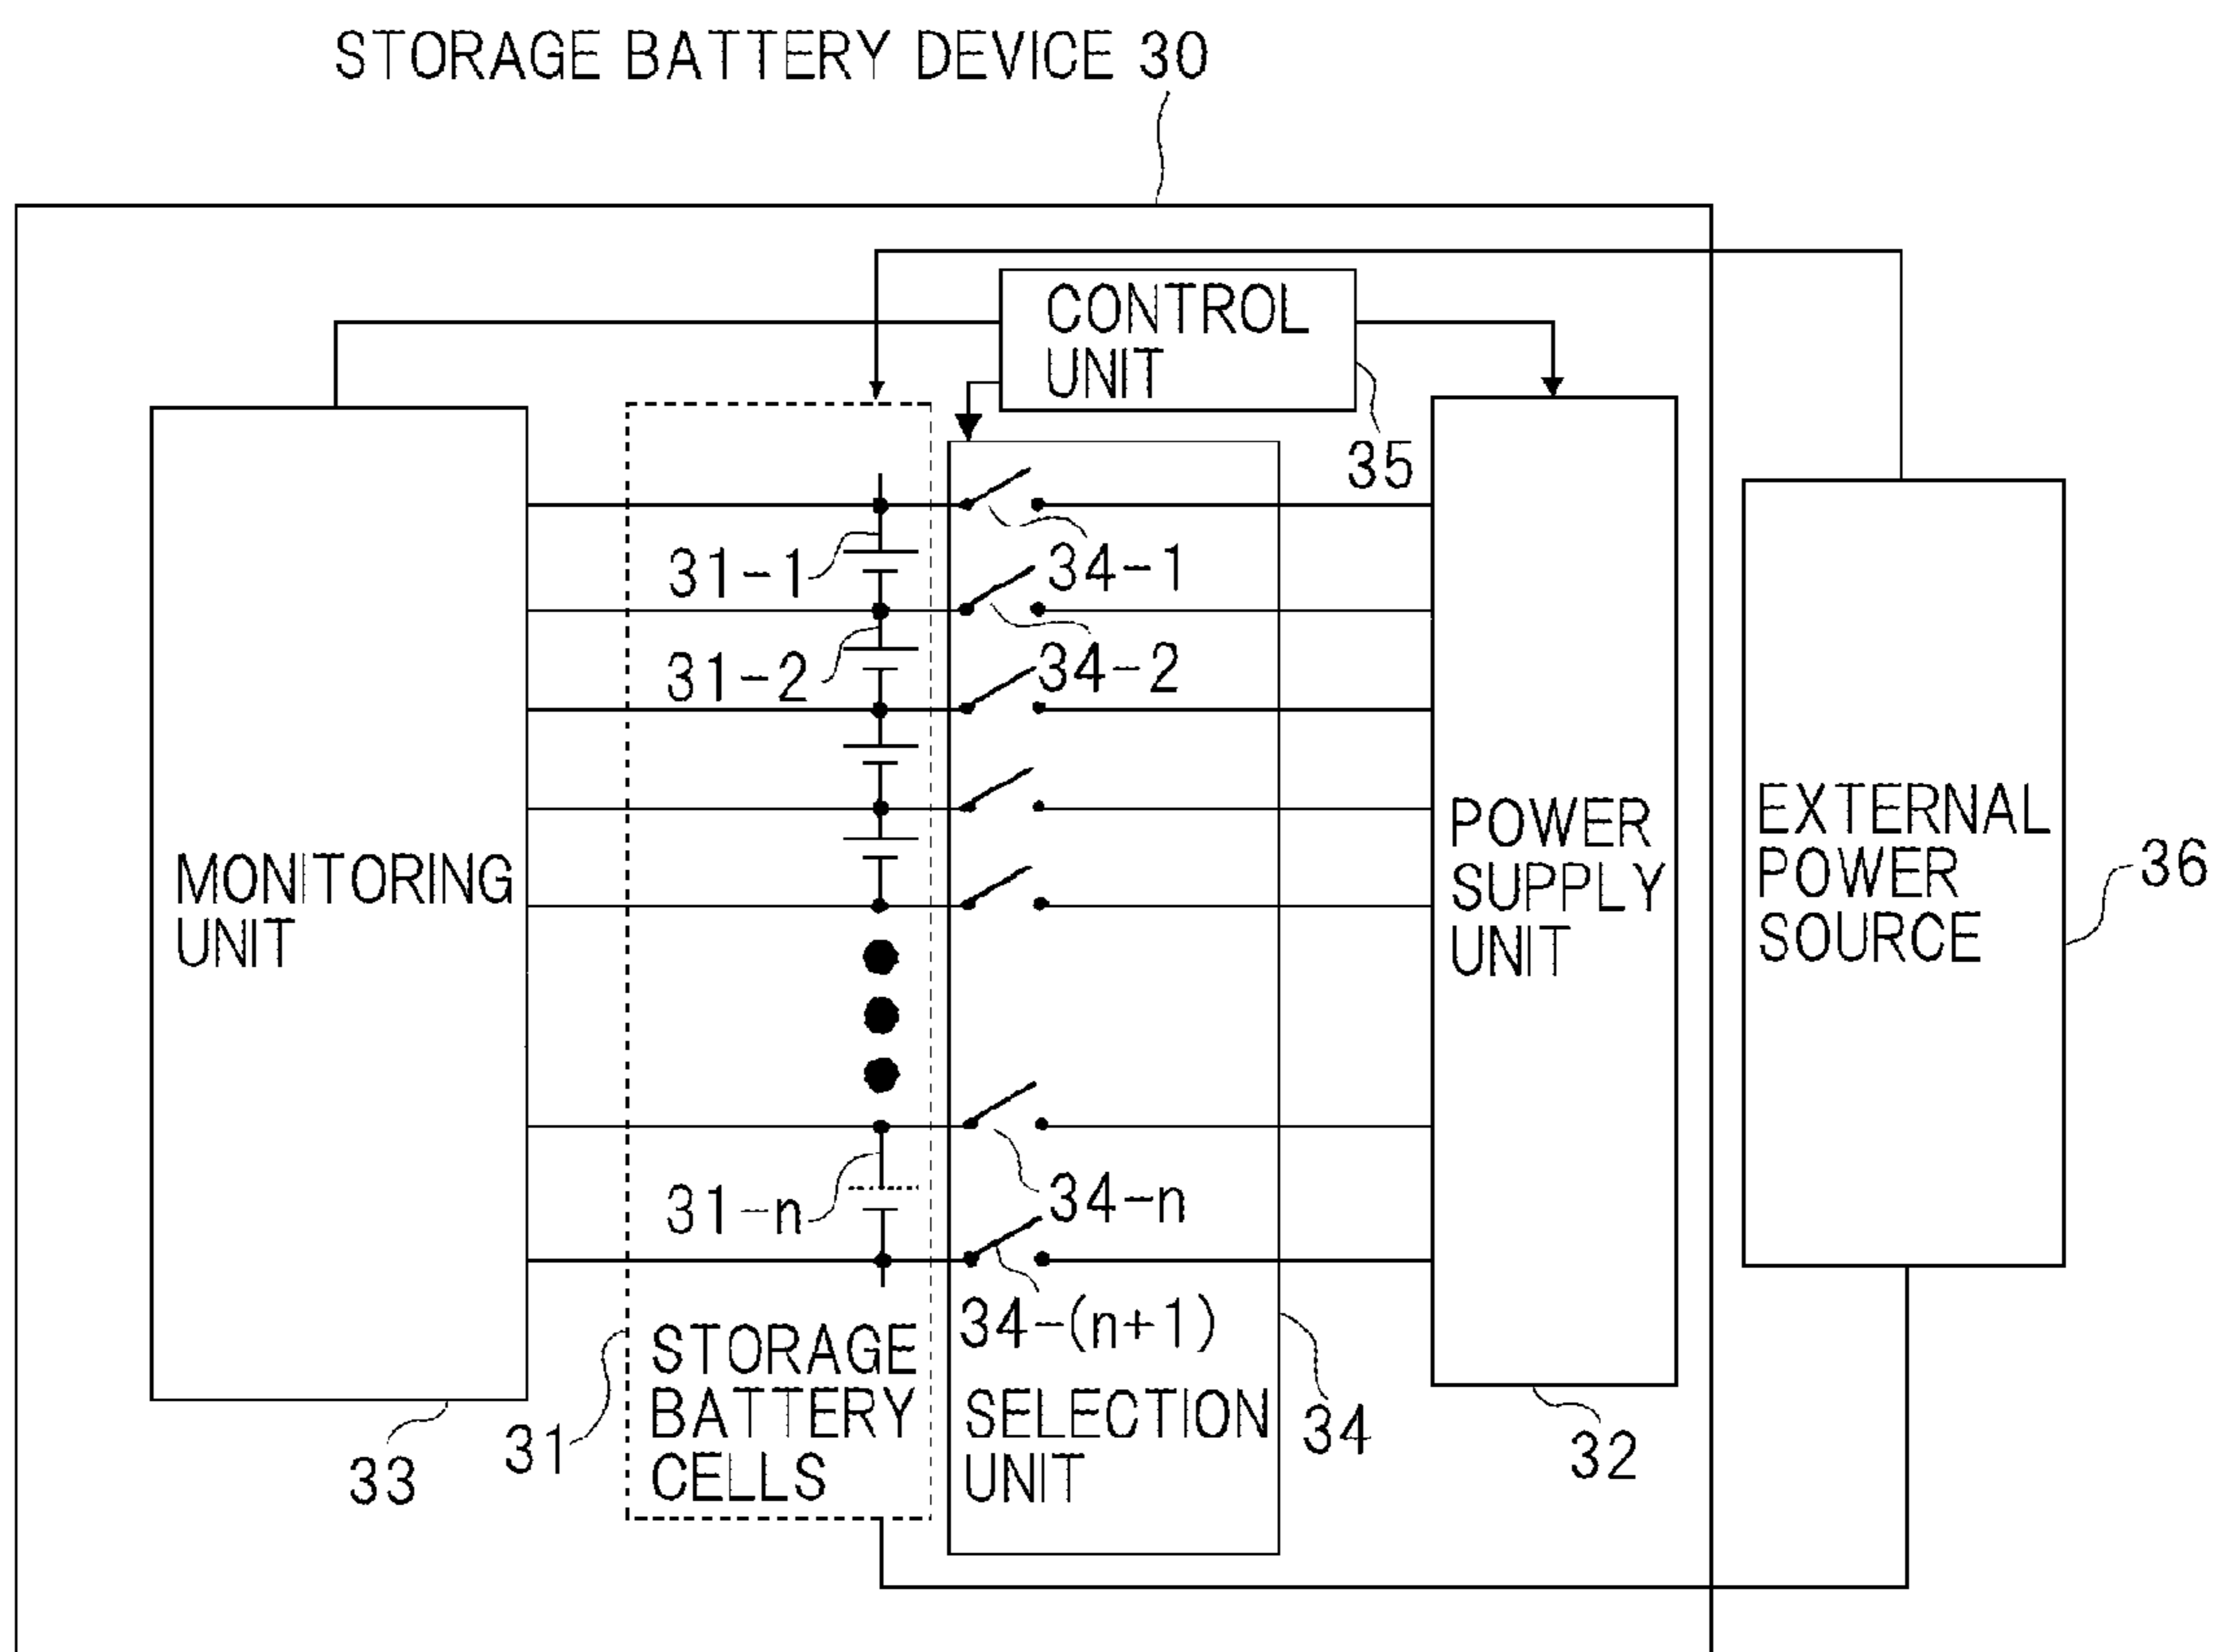 STORAGE BATTERY DEVICE 30
CONTROL
UNIT
35
31-1
34-1
31-2
34-2
MONITORING
UNIT
POWER
SUPPLY
UNIT
EXTERNAL
POWER
SOURCE
36
31-n
34-n
34-(n+1)
STORAGE
BATTERY
CELLS
SELECTION
UNIT
33
31
34
32